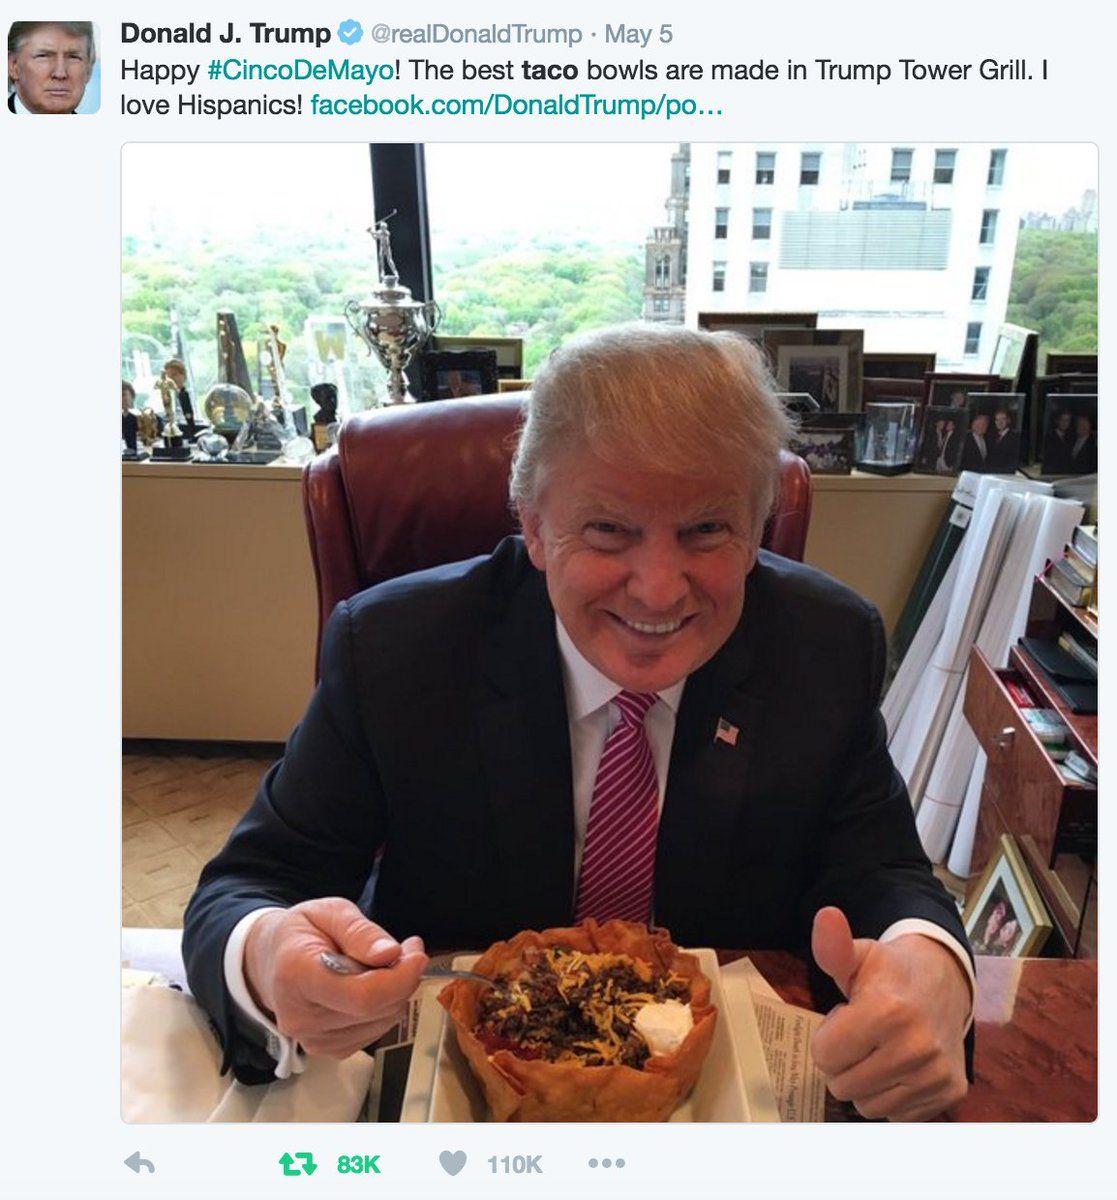 Donald J. Trump @realDonaldTrump · May 5
Happy #CincoDeMayo! The best taco bowls are made in Trump Tower Grill. I
love Hispanics! facebook.com/DonaldTrump/po…
83K 110K •••